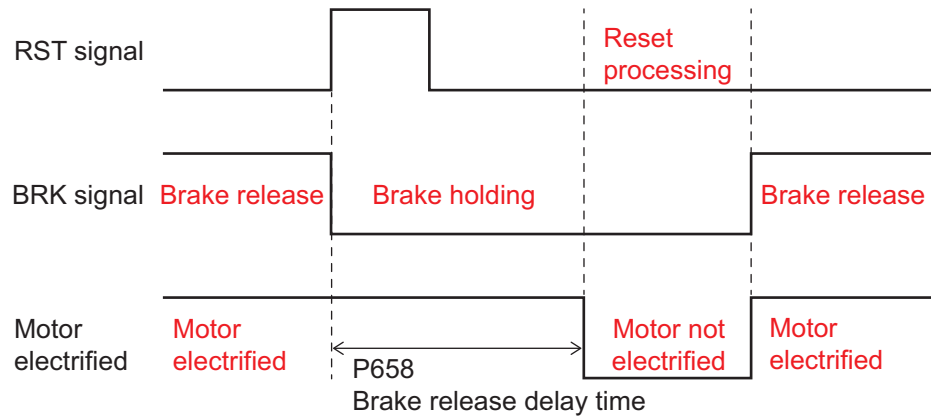 RST signal
Reset
processing
BRK signal
Brake release
Brake holding
Brake release
Motor
electrified
Motor
electrified
P658
Brake release delay time
Motor not
electrified
Motor
electrified